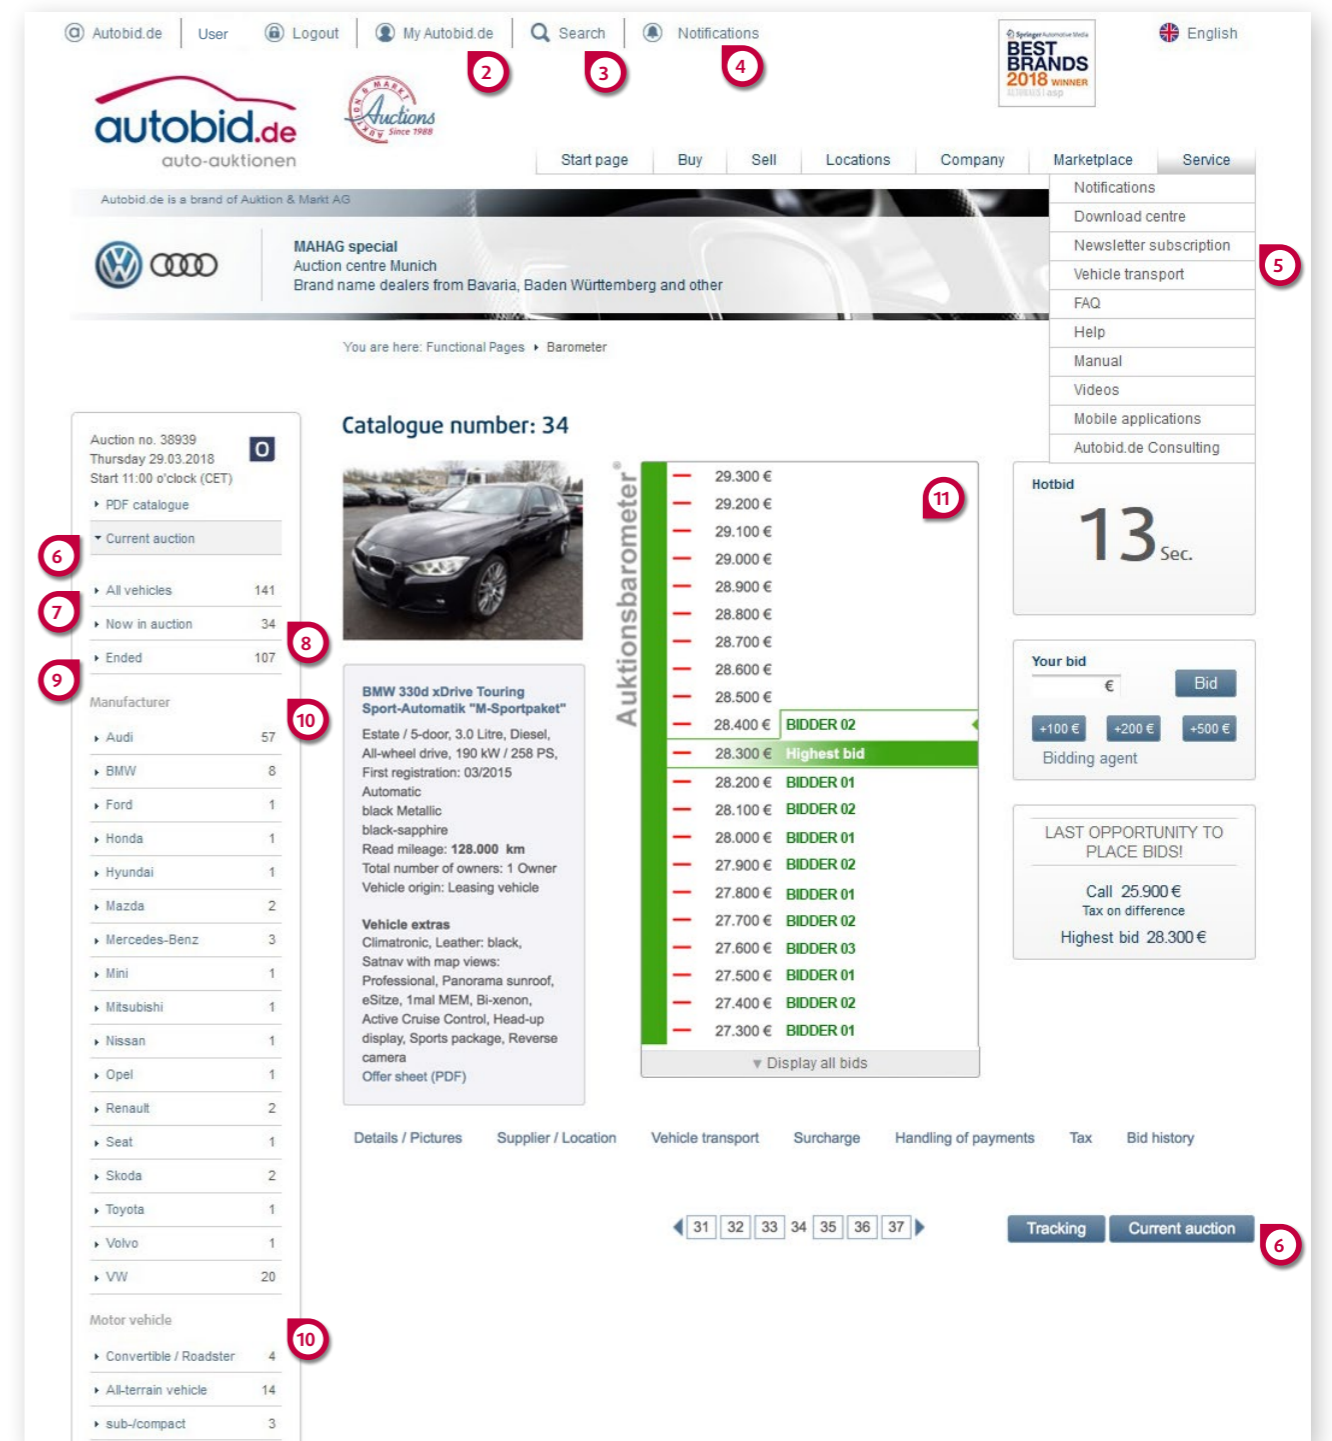 Autobid.de
User
Logout
My Autobid.de
Search
Notifications
English
2
3
4
Springer Automotive Media
BEST
BRANDS
2018 WINNER
asp
autobid.de
auto-auktionen
AUKTION & MARKT
Auctions
Since 1988
Start page
Buy
Sell
Locations
Company
Marketplace
Service
Autobid.de is a brand of Auktion & Markt AG
MAHAG special
Auction centre Munich
Brand name dealers from Bavaria, Baden Württemberg and other
Notifications
Download centre
Newsletter subscription
5
Vehicle transport
FAQ
Help
Manual
Videos
Mobile applications
Autobid.de Consulting
You are here: Functional Pages Barometer
Auction no. 38939
Thursday 29.03.2018
Start 11:00 o'clock (CET)
O
PDF catalogue
Current auction
6
All vehicles 141
7
Now in auction 34
8
Ended 107
9
Manufacturer
10
Audi 57
BMW 8
Ford 1
Honda 1
Hyundai 1
Mazda 2
Mercedes-Benz 3
Mini 1
Mitsubishi 1
Nissan 1
Opel 1
Renault 2
Seat 1
Skoda 2
Toyota 1
Volvo 1
VW 20
Motor vehicle
10
Convertible / Roadster 4
All-terrain vehicle 14
sub-/compact 3
Catalogue number: 34
BMW 330d xDrive Touring
Sport-Automatik "M-Sportpaket"
Estate / 5-door, 3.0 Litre, Diesel,
All-wheel drive, 190 kW / 258 PS,
First registration: 03/2015
Automatic
black Metallic
black-sapphire
Read mileage: 128.000 km
Total number of owners: 1 Owner
Vehicle origin: Leasing vehicle
Vehicle extras
Climatronic, Leather: black,
Satnav with map views:
Professional, Panorama sunroof,
eSitze, 1mal MEM, Bi-xenon,
Active Cruise Control, Head-up
display, Sports package, Reverse
camera
Offer sheet (PDF)
Auktionsbarometer®
11
29.300 €
29.200 €
29.100 €
29.000 €
28.900 €
28.800 €
28.700 €
28.600 €
28.500 €
28.400 € BIDDER 02
28.300 € Highest bid
28.200 € BIDDER 01
28.100 € BIDDER 02
28.000 € BIDDER 01
27.900 € BIDDER 02
27.800 € BIDDER 01
27.700 € BIDDER 02
27.600 € BIDDER 03
27.500 € BIDDER 01
27.400 € BIDDER 02
27.300 € BIDDER 01
Display all bids
Hotbid
13 Sec.
Your bid
€
Bid
+100 €
+200 €
+500 €
Bidding agent
LAST OPPORTUNITY TO
PLACE BIDS!
Call 25.900 €
Tax on difference
Highest bid 28.300 €
Details / Pictures
Supplier / Location
Vehicle transport
Surcharge
Handling of payments
Tax
Bid history
31 32 33 34 35 36 37
Tracking
Current auction
6